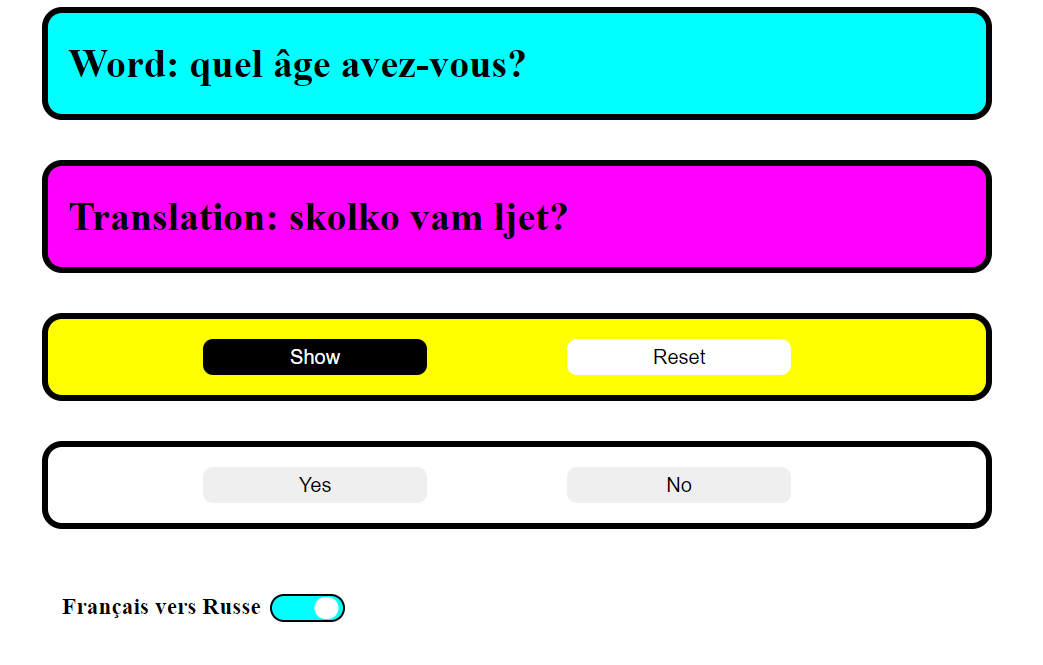 Word: quel âge avez-vous?
Translation: skolko vam ljet?
Show Reset
Yes No
Français vers Russe